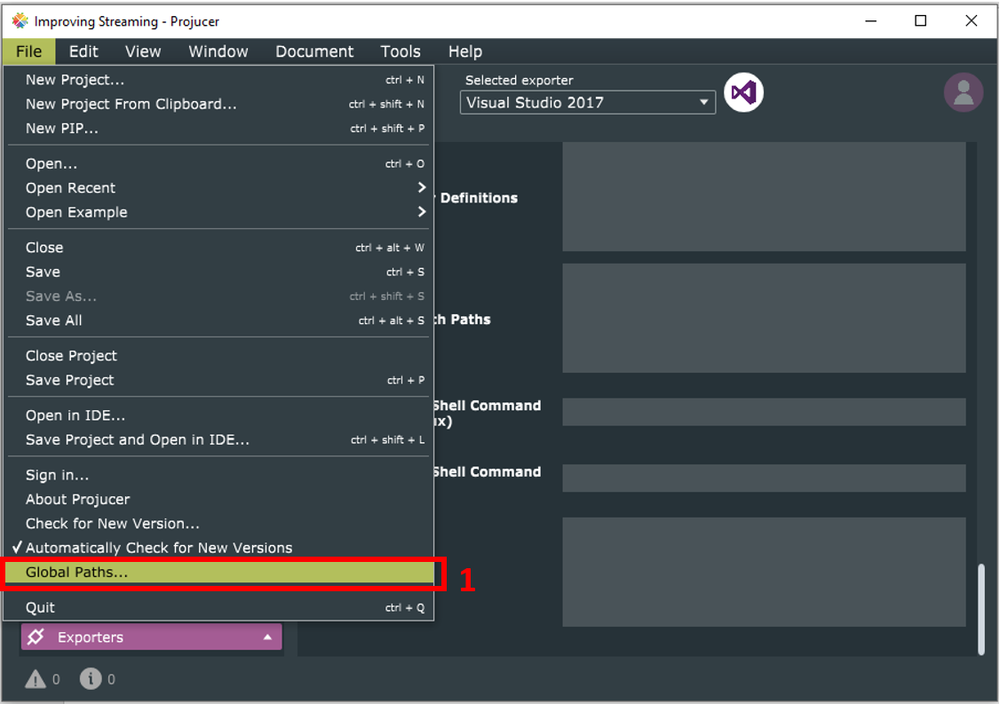 Improving Streaming - Projucer
File Edit View Window Document Tools Help
New Project... ctrl + N
New Project From Clipboard... ctrl + shift + N
New PIP... ctrl + shift + P
Open... ctrl + O
Open Recent
Open Example
Close ctrl + alt + W
Save ctrl + S
Save As... ctrl + shift + S
Save All ctrl + alt + S
Close Project
Save Project ctrl + P
Open in IDE...
Save Project and Open in IDE... ctrl + shift + L
Sign in...
About Projucer
Check for New Version...
Automatically Check for New Versions
Global Paths...
1
Quit ctrl + Q
Selected exporter
Visual Studio 2017
Definitions
Paths
Shell Command
Shell Command
Exporters
0 0